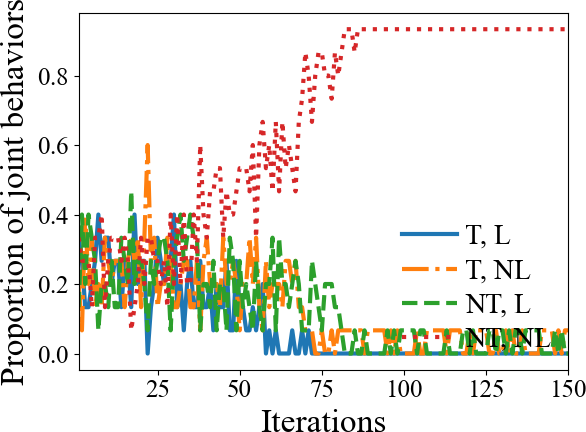 Proportion of joint behaviors
0.8
0.6
0.4
0.2
0.0
T, L
T, NL
NT, L
NT, NL
25 50 75 100 125 150
Iterations